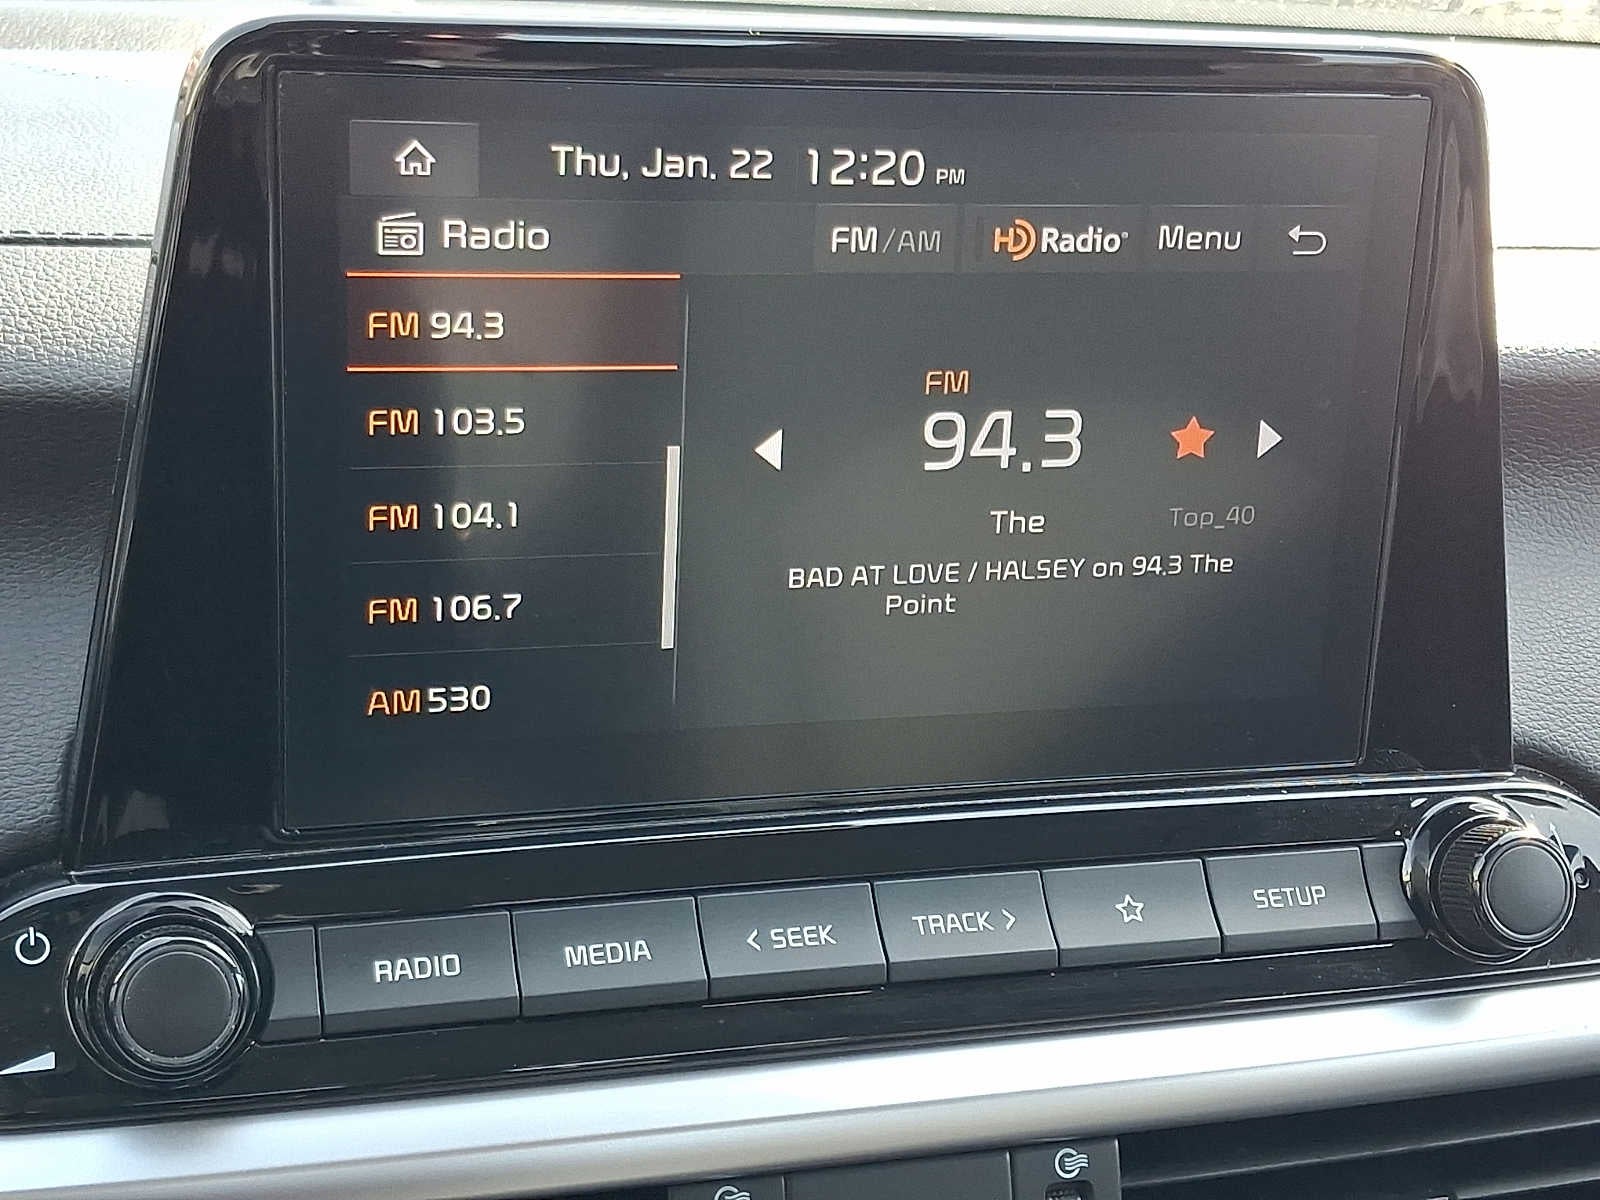 Thu, Jan. 22 12:20 PM
Radio FM/AM HD Radio® Menu
FM 94.3
FM 103.5
FM 104.1
FM 106.7
AM 530
FM
94.3
The Top_40
BAD AT LOVE / HALSEY on 94.3 The
Point
RADIO MEDIA < SEEK TRACK > SETUP